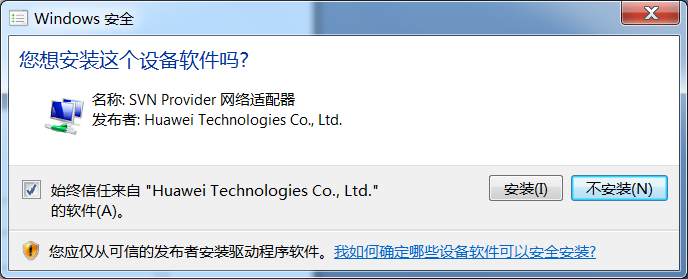 Windows 安全
您想安装这个设备软件吗?
名称: SVN Provider 网络适配器
发布者: Huawei Technologies Co., Ltd.
始终信任来自 "Huawei Technologies Co., Ltd."
的软件(A)。
安装(I)
不安装(N)
您应仅从可信的发布者安装驱动程序软件。我如何确定哪些设备软件可以安全安装?